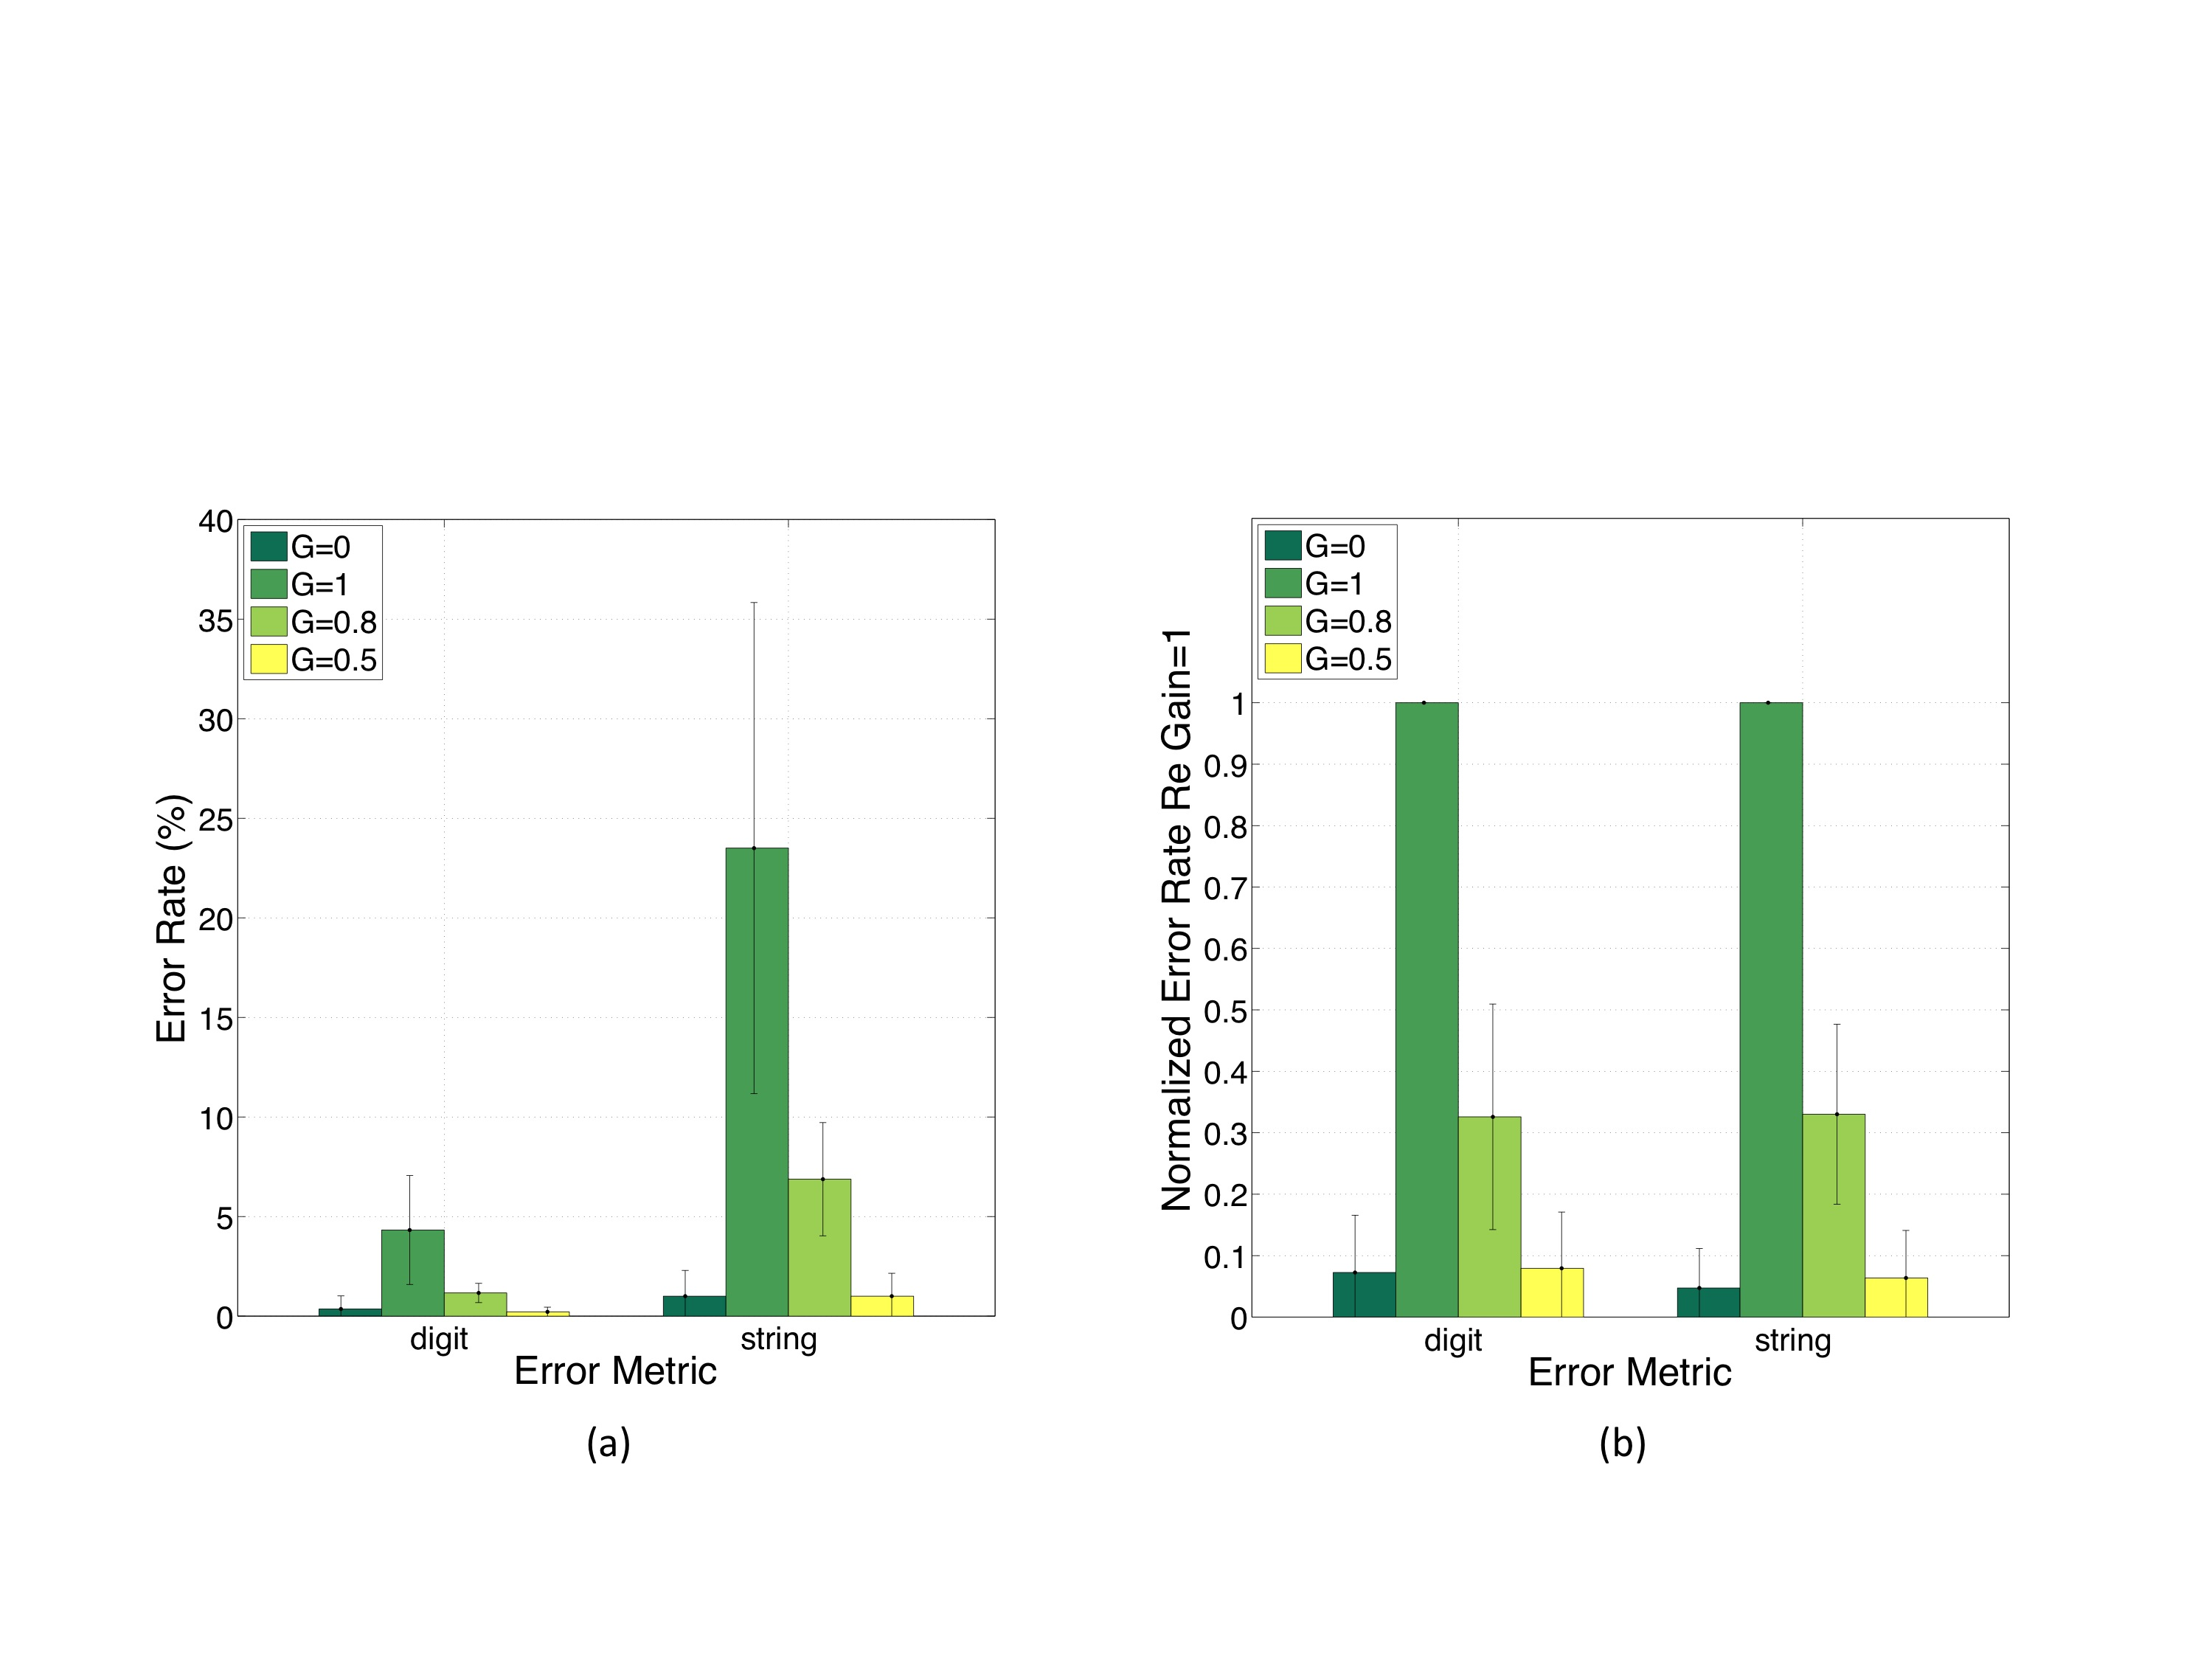 40
35
30
25
20
15
10
5
0
Error Rate (%)
G=0
G=1
G=0.8
G=0.5
digit string
Error Metric
(a)
1
0.9
0.8
0.7
0.6
0.5
0.4
0.3
0.2
0.1
0
Normalized Error Rate Re Gain=1
G=0
G=1
G=0.8
G=0.5
digit string
Error Metric
(b)